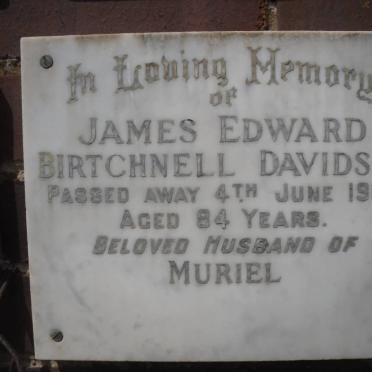 In Loving Memory
of
JAMES EDWARD
BIRTCHNELL DAVIDS
PASSED AWAY 4TH JUNE 19
AGED 84 YEARS.
BELOVED HUSBAND OF
MURIEL